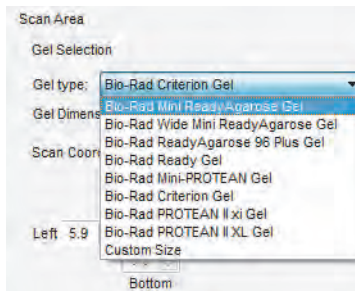 Scan Area
Gel Selection
Gel type: Bio-Rad Criterion Gel
Bio-Rad Mini ReadyAgarose Gel
Gel Dimens
Bio-Rad Wide Mini ReadyAgarose Gel
Bio-Rad ReadyAgarose 96 Plus Gel
Scan Coor
Bio-Rad Ready Gel
Bio-Rad Mini-PROTEAN Gel
Bio-Rad Criterion Gel
Bio-Rad PROTEAN II xi Gel
Left 5.9
Bio-Rad PROTEAN II XL Gel
Custom Size
Bottom